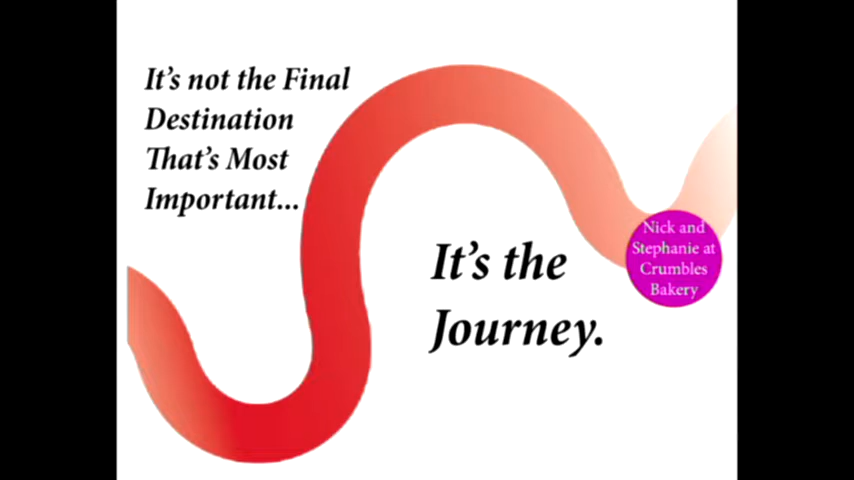 It's not the Final
Destination
That's Most
Important...
It's the
Journey.
Nick and
Stephanie at
Crumbles
Bakery